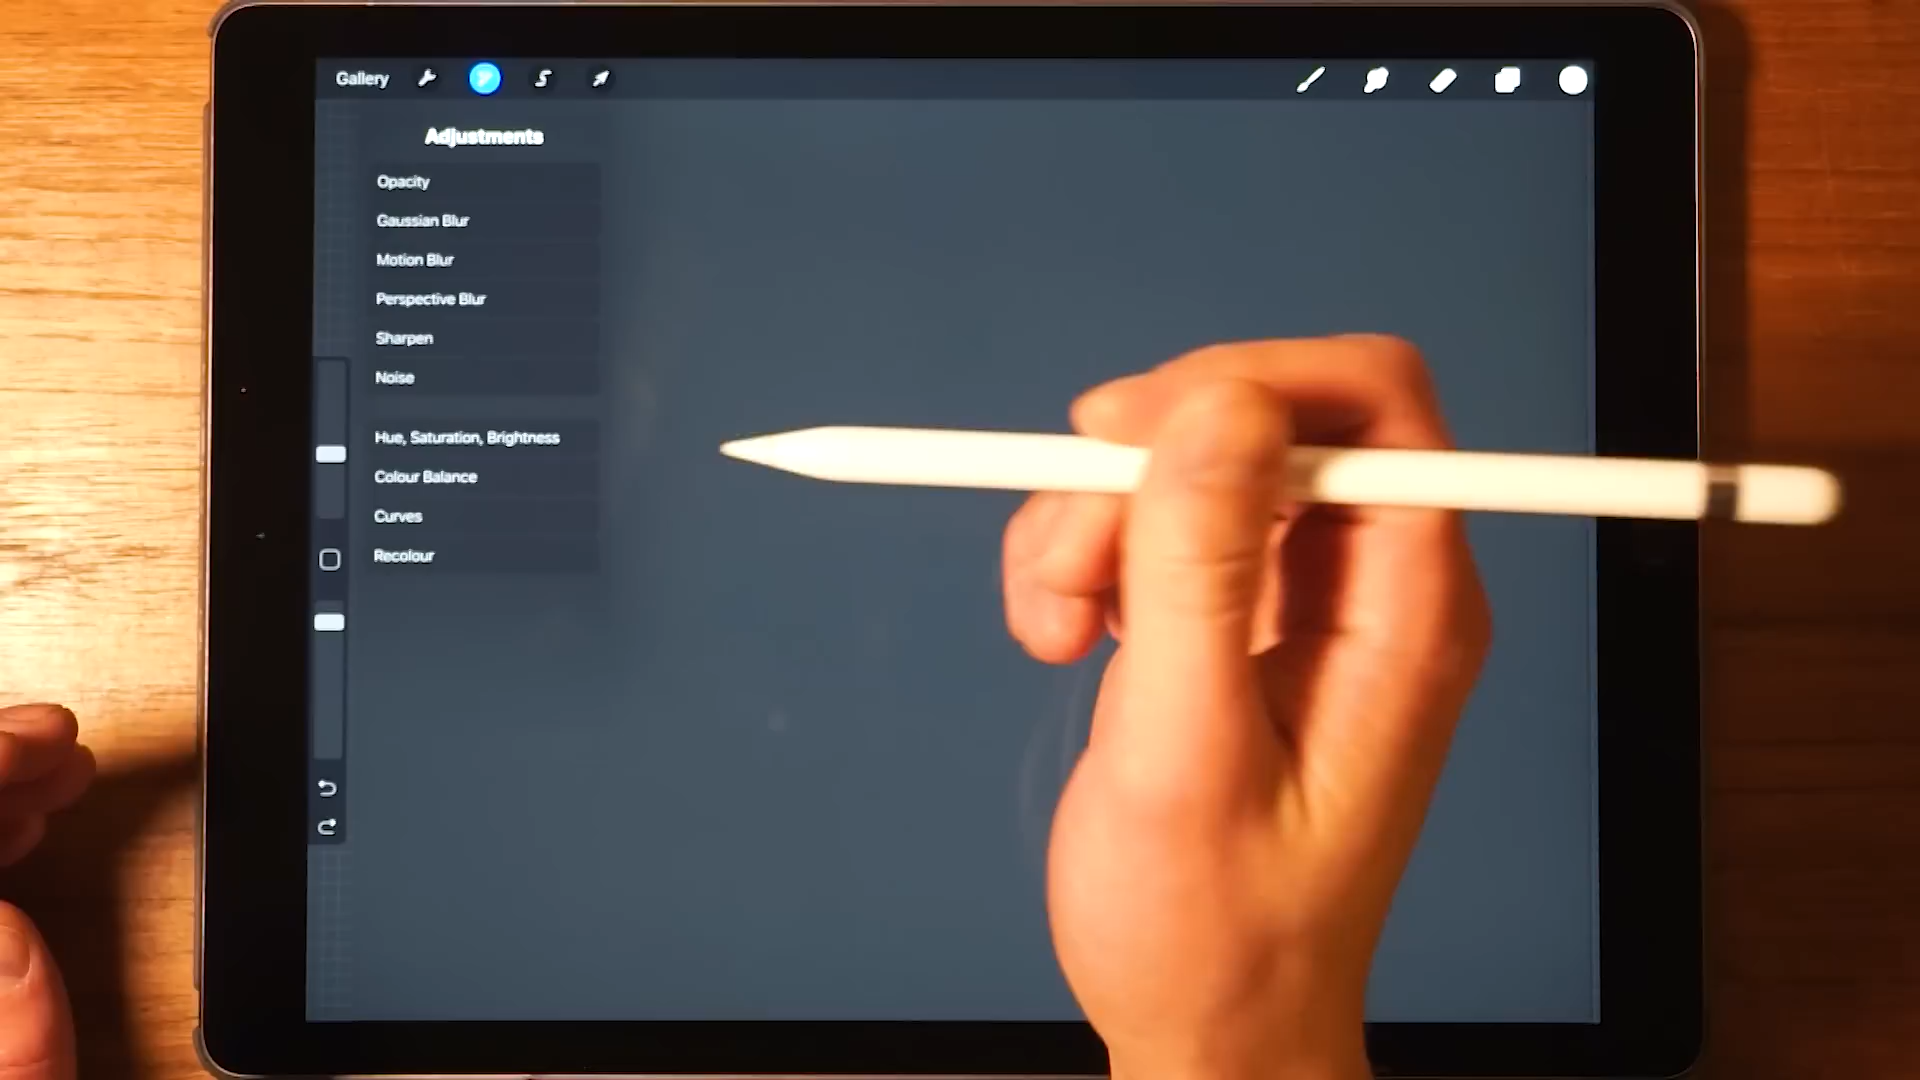 Gallery
Adjustments
Opacity
Gaussian Blur
Motion Blur
Perspective Blur
Sharpen
Noise
Hue, Saturation, Brightness
Colour Balance
Curves
Recolour